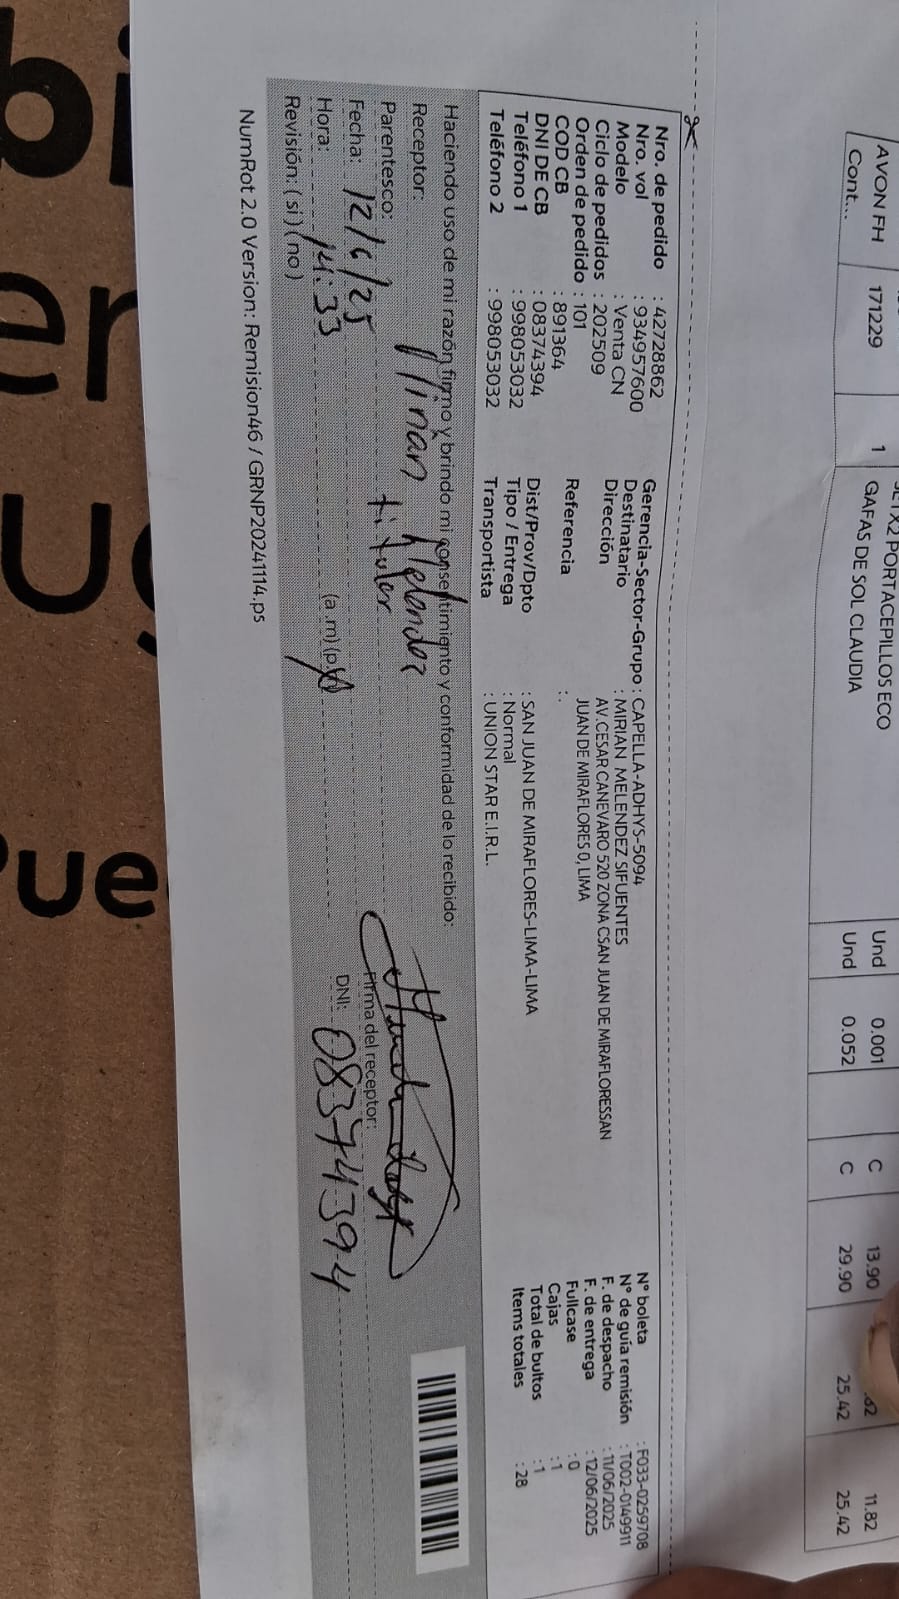 JETX2 PORTACEPILLOS ECO Und 0.001 C 13.90 11.82
AVON FH 171229 1 GAFAS DE SOL CLAUDIA Und 0.052 C 29.90 25.42 25.42
Cont...
Nro. de pedido : 42728862
Nro. vol : 934957600
Modelo : Venta CN
Ciclo de pedidos : 202509
Orden de pedido : 101
COD CB : 891364
DNI DE CB : 08374394
Teléfono 1 : 998053032
Teléfono 2 : 998053032
Gerencia-Sector-Grupo : CAPELLA-ADHYS-5094
Destinatario : MIRIAN MELENDEZ SIFUENTES
Dirección AV.CESAR CANEVARO 520 ZONA CSAN JUAN DE MIRAFLORESSAN
JUAN DE MIRAFLORES 0, LIMA
Referencia : .
Dist/Prov/Dpto : SAN JUAN DE MIRAFLORES-LIMA-LIMA
Tipo / Entrega : Normal
Transportista : UNION STAR E.I.R.L.
N° boleta : F033-0259708
N° de guía remisión : T002-0149911
F. de despacho : 11/06/2025
F. de entrega : 12/06/2025
Fullcase : 0
Cajas : 1
Total de bultos : 1
Items totales : 28
Haciendo uso de mi razón firmo y brindo mi consentimiento y conformidad de lo recibido:
Receptor: Mirian Melendez
Parentesco: titular
Firma del receptor:
Fecha: 12/6/25
DNI: 08374394
Hora: 14:33 (a.m) (p.
Revisión: ( si ) ( no )
NumRot 2.0 Version: Remision46 / GRNP20241114.ps